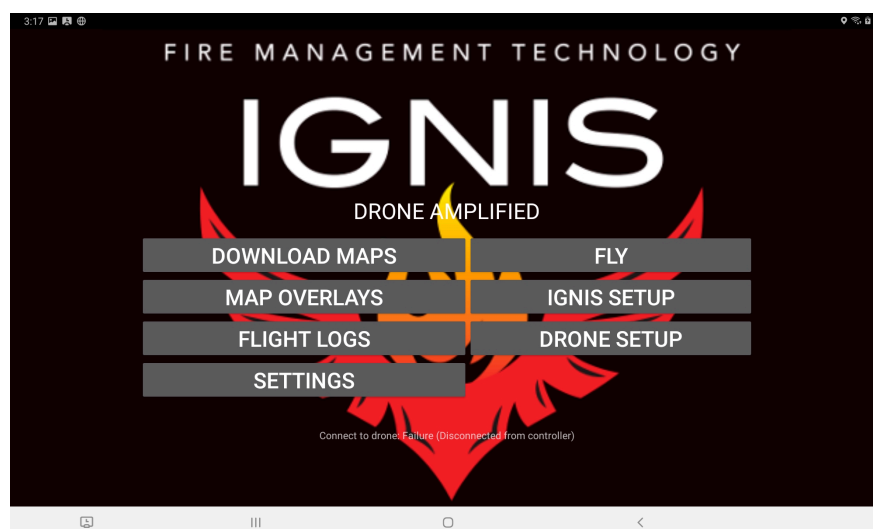 3:17
FIRE MANAGEMENT TECHNOLOGY
IGNIS
DRONE AMPLIFIED
DOWNLOAD MAPS
FLY
MAP OVERLAYS
IGNIS SETUP
FLIGHT LOGS
DRONE SETUP
SETTINGS
Connect to drone: Failure (Disconnected from controller)